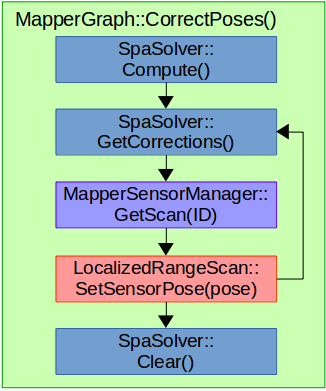 MapperGraph::CorrectPoses()
SpaSolver::
Compute()
SpaSolver::
GetCorrections()
MapperSensorManager::
GetScan(ID)
LocalizedRangeScan::
SetSensorPose(pose)
SpaSolver::
Clear()